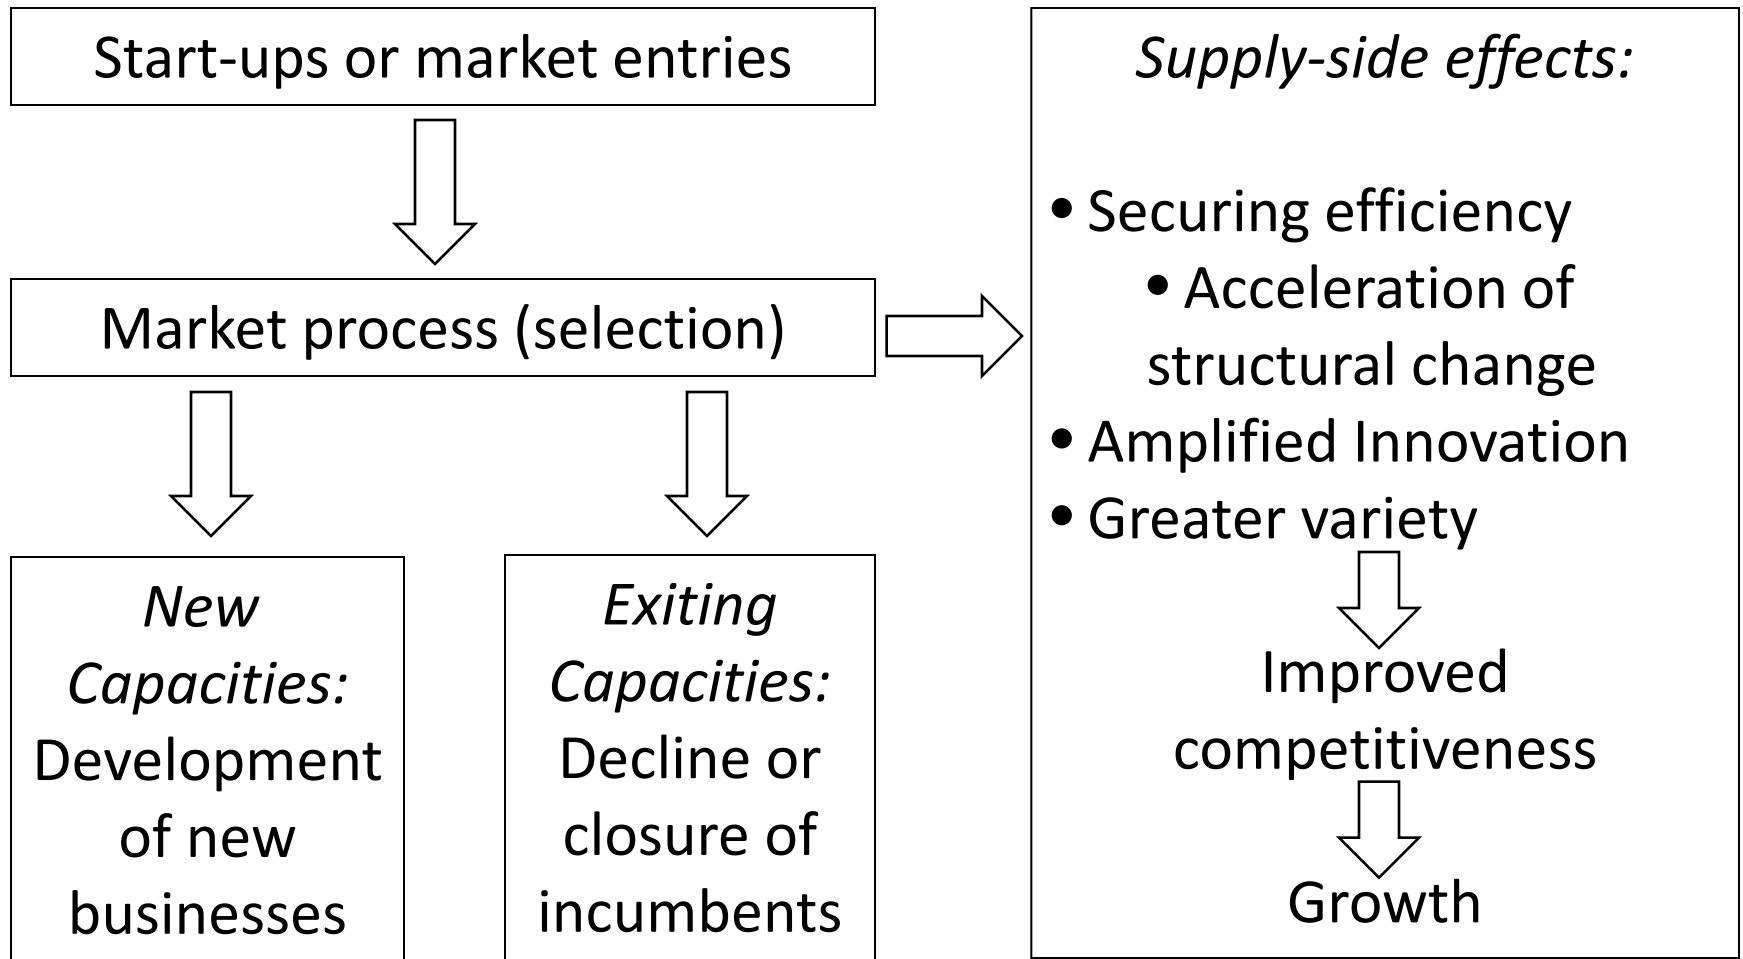 Start-ups or market entries
Market process (selection)
New
Capacities:
Development
of new
businesses
Exiting
Capacities:
Decline or
closure of
incumbents
Supply-side effects:
• Securing efficiency
• Acceleration of
structural change
• Amplified Innovation
• Greater variety
Improved
competitiveness
Growth